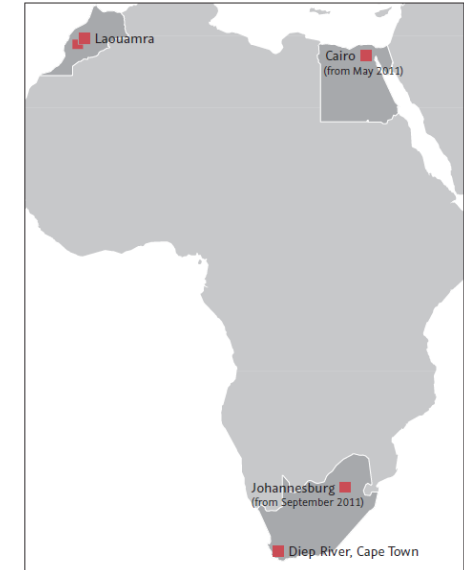 Laouamra
Cairo
(from May 2011)
Johannesburg
(from September 2011)
Diep River, Cape Town